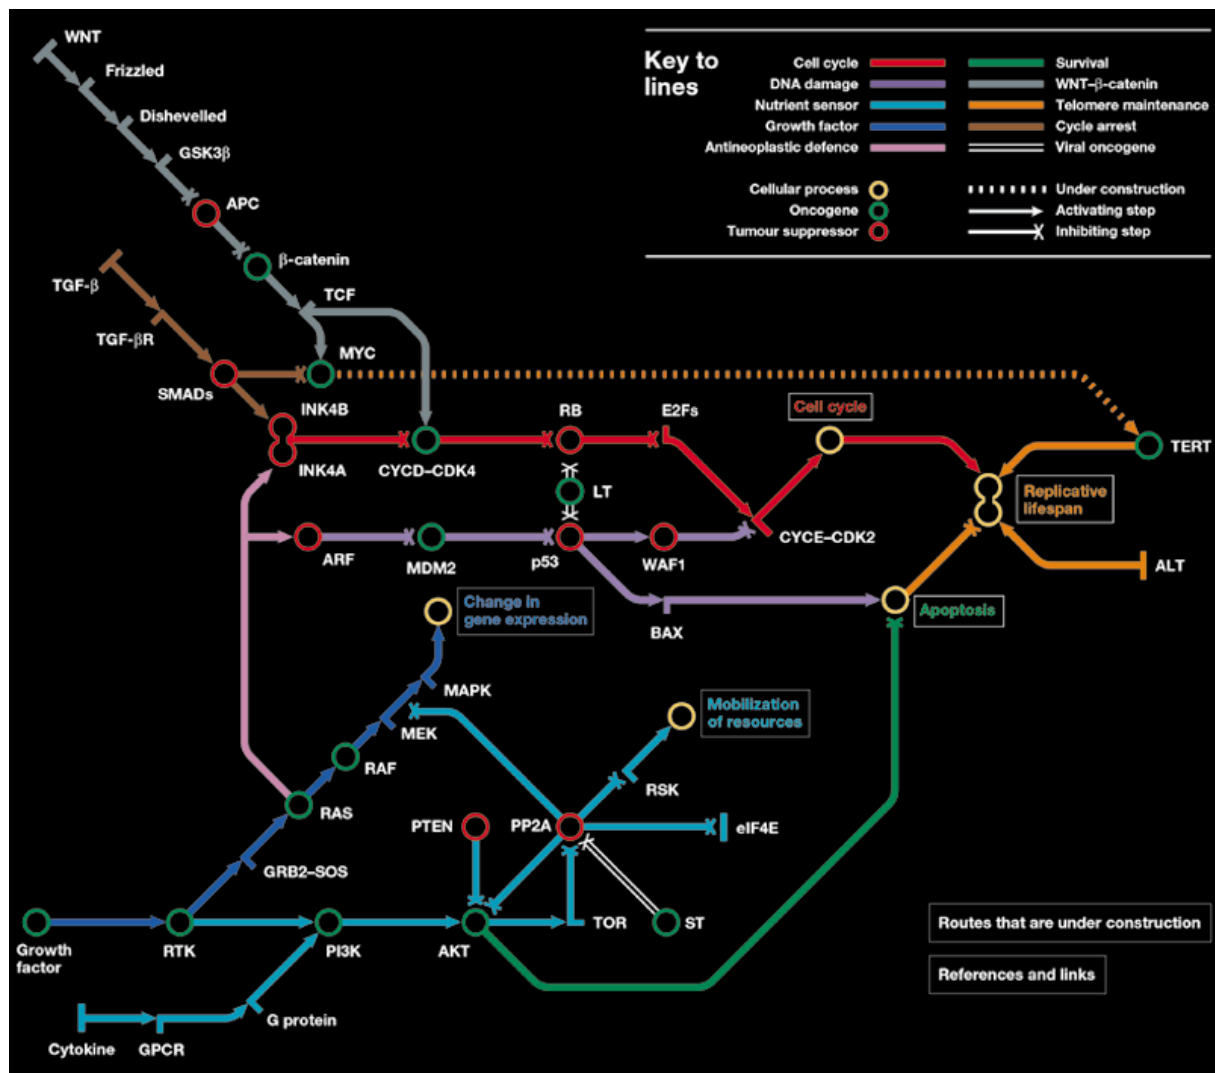 WNT
Frizzled
Dishevelled
GSK3β
APC
β-catenin
TCF
TGF-β
TGF-βR
SMADs
MYC
INK4B
INK4A
CYCD–CDK4
RB
E2Fs
Cell cycle
TERT
LT
Replicative
lifespan
CYCE–CDK2
ARF
MDM2
p53
WAF1
ALT
BAX
Apoptosis
Change in
gene expression
MAPK
MEK
Mobilization
of resources
RAF
RSK
RAS
PTEN
PP2A
eIF4E
GRB2–SOS
Growth
factor
RTK
PI3K
AKT
TOR
ST
G protein
Cytokine
GPCR
Key to
lines
Cell cycle
DNA damage
Nutrient sensor
Growth factor
Antineoplastic defence
Survival
WNT–β-catenin
Telomere maintenance
Cycle arrest
Viral oncogene
Cellular process
Oncogene
Tumour suppressor
Under construction
Activating step
Inhibiting step
Routes that are under construction
References and links